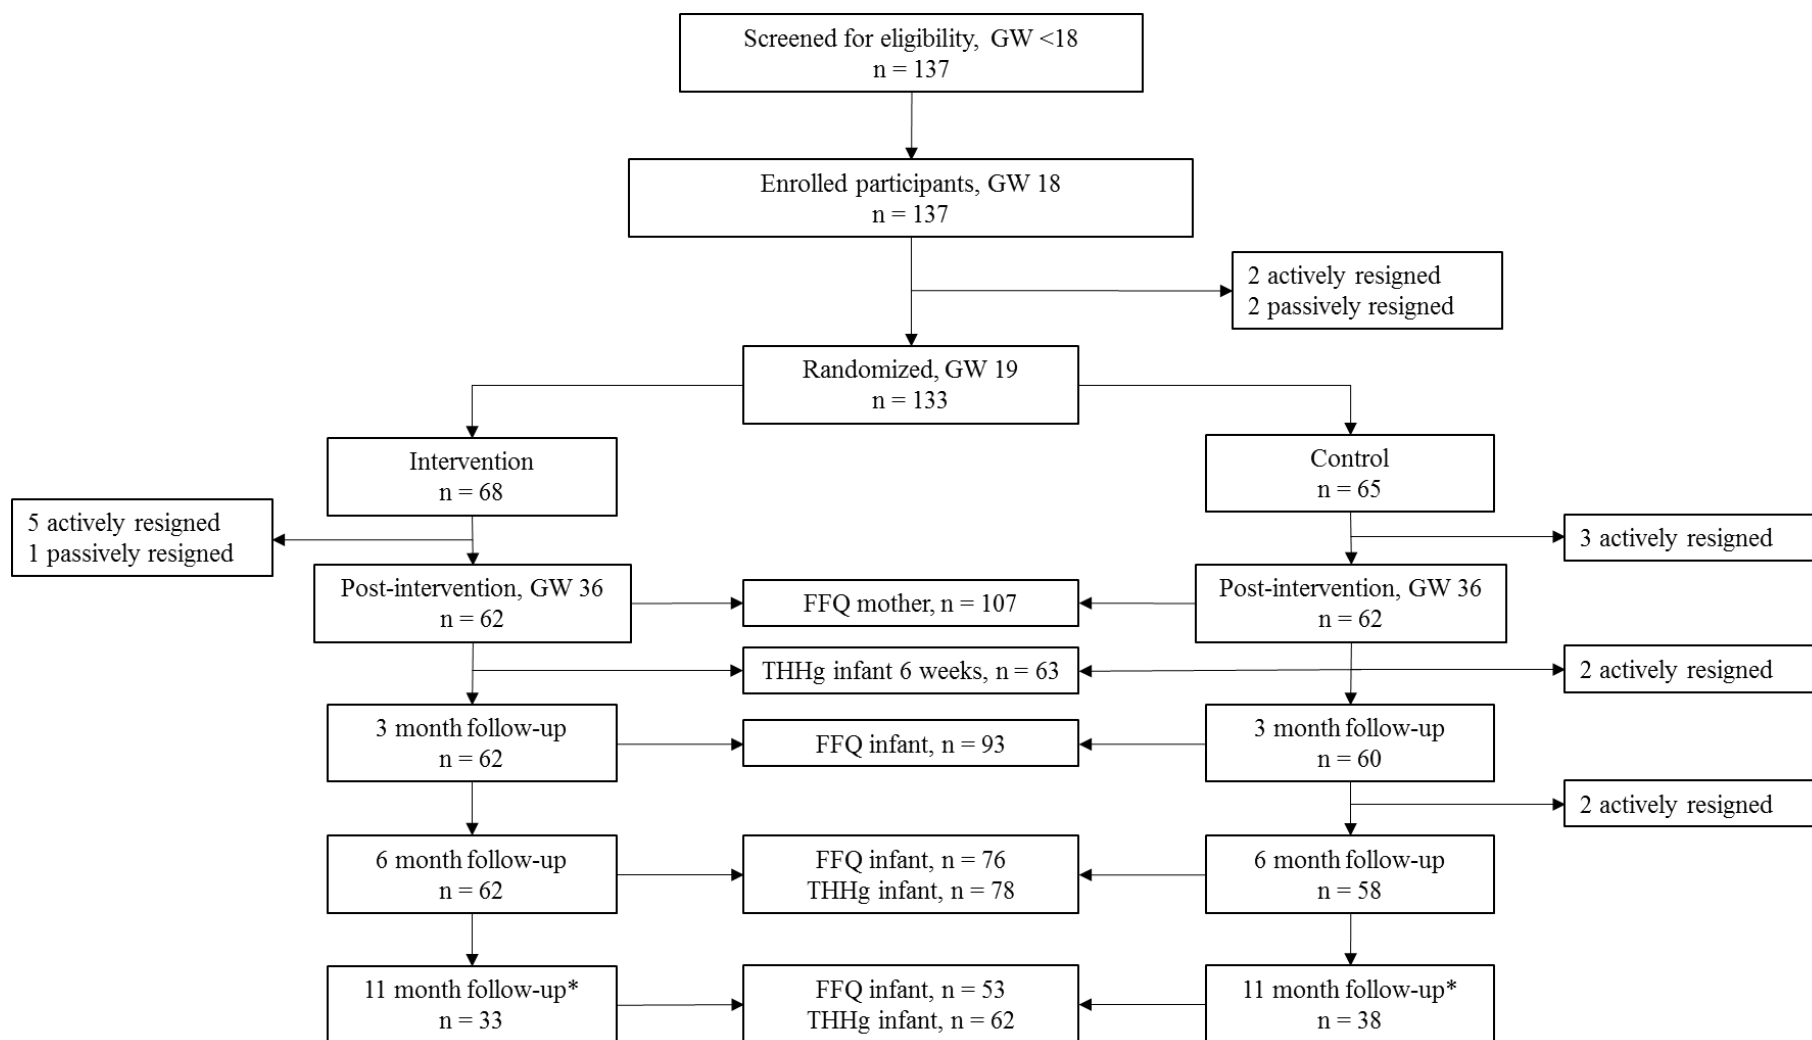 Screened for eligibility, GW <18
n = 137
Enrolled participants, GW 18
n = 137
2 actively resigned
2 passively resigned
Randomized, GW 19
n = 133
Intervention
n = 68
Control
n = 65
5 actively resigned
1 passively resigned
3 actively resigned
Post-intervention, GW 36
n = 62
FFQ mother, n = 107
Post-intervention, GW 36
n = 62
THHg infant 6 weeks, n = 63
2 actively resigned
3 month follow-up
n = 62
FFQ infant, n = 93
3 month follow-up
n = 60
2 actively resigned
6 month follow-up
n = 62
FFQ infant, n = 76
THHg infant, n = 78
6 month follow-up
n = 58
11 month follow-up*
n = 33
FFQ infant, n = 53
THHg infant, n = 62
11 month follow-up*
n = 38